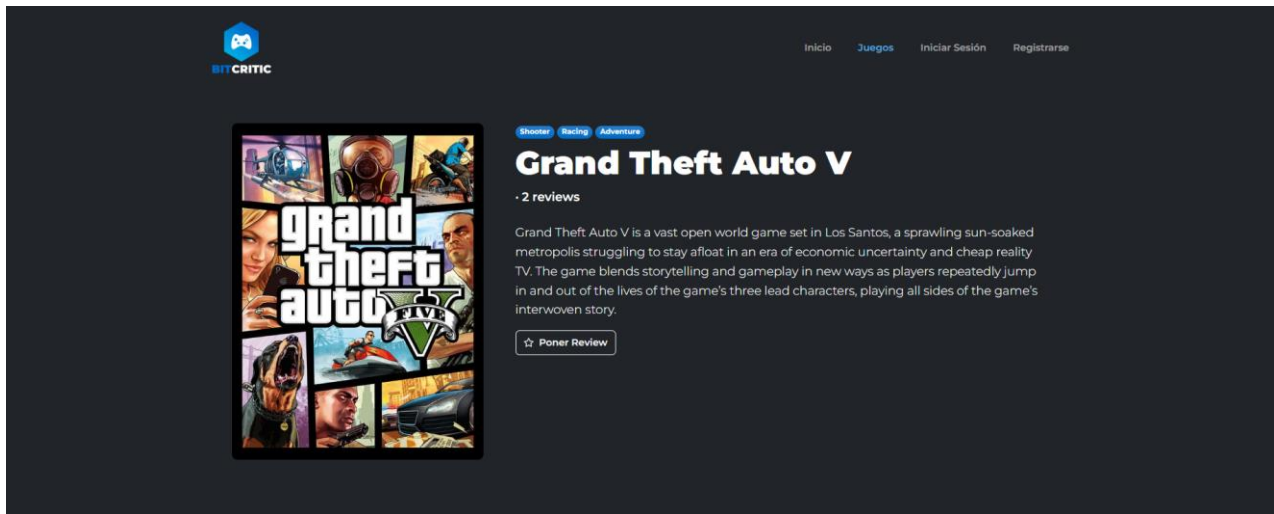 BITCRITIC
Inicio Juegos Iniciar Sesión Registrarse
Shooter Racing Adventure
Grand Theft Auto V
· 2 reviews
Grand Theft Auto V is a vast open world game set in Los Santos, a sprawling sun-soaked
metropolis struggling to stay afloat in an era of economic uncertainty and cheap reality
TV. The game blends storytelling and gameplay in new ways as players repeatedly jump
in and out of the lives of the game's three lead characters, playing all sides of the game's
interwoven story.
☆ Poner Review
grand
theft
auto V
FIVE